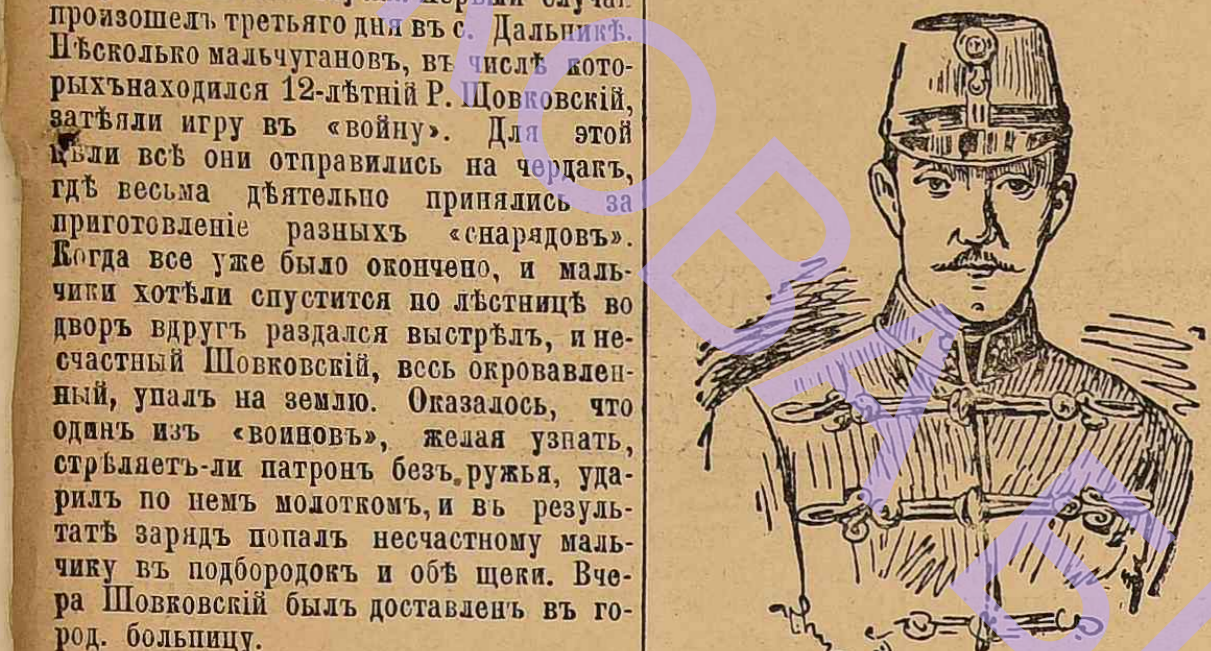 произошелъ третьяго дня въ с. Дальникѣ.
Нѣсколько мальчугановъ, въ числѣ кото-
рыхънаходился 12-лѣтній Р. Щовковскій,
затѣяли игру въ «войну». Для этой
цѣли всѣ они отправились на чердакъ,
гдѣ весьма дѣятельно принялись за
приготовленіе разныхъ «снарядовъ».
Когда все уже было окончено, и маль-
чики хотѣли спустится по лѣстницѣ во
дворъ вдругъ раздался выстрѣлъ, и не-
счастный Шовковскій, весь окровавлен-
ный, упалъ на землю. Оказалось, что
одинъ изъ «воиновъ», желая узнать,
стрѣляетъ-ли патронъ безъ ружья, уда-
рилъ по немъ молоткомъ, и въ резуль-
татѣ зарядъ попалъ несчастному маль-
чику въ подбородокъ и обѣ щеки. Вче-
ра Шовковскій былъ доставленъ въ го-
род. больницу.